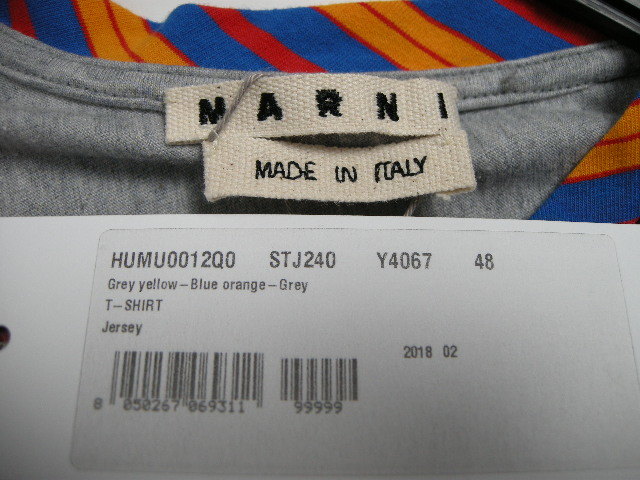 MARNI
MADE IN ITALY
HUMU0012Q0 STJ240 Y4067 48
Grey yellow-Blue orange-Grey
T-SHIRT
Jersey
2018 02
8 050267 069311 99999